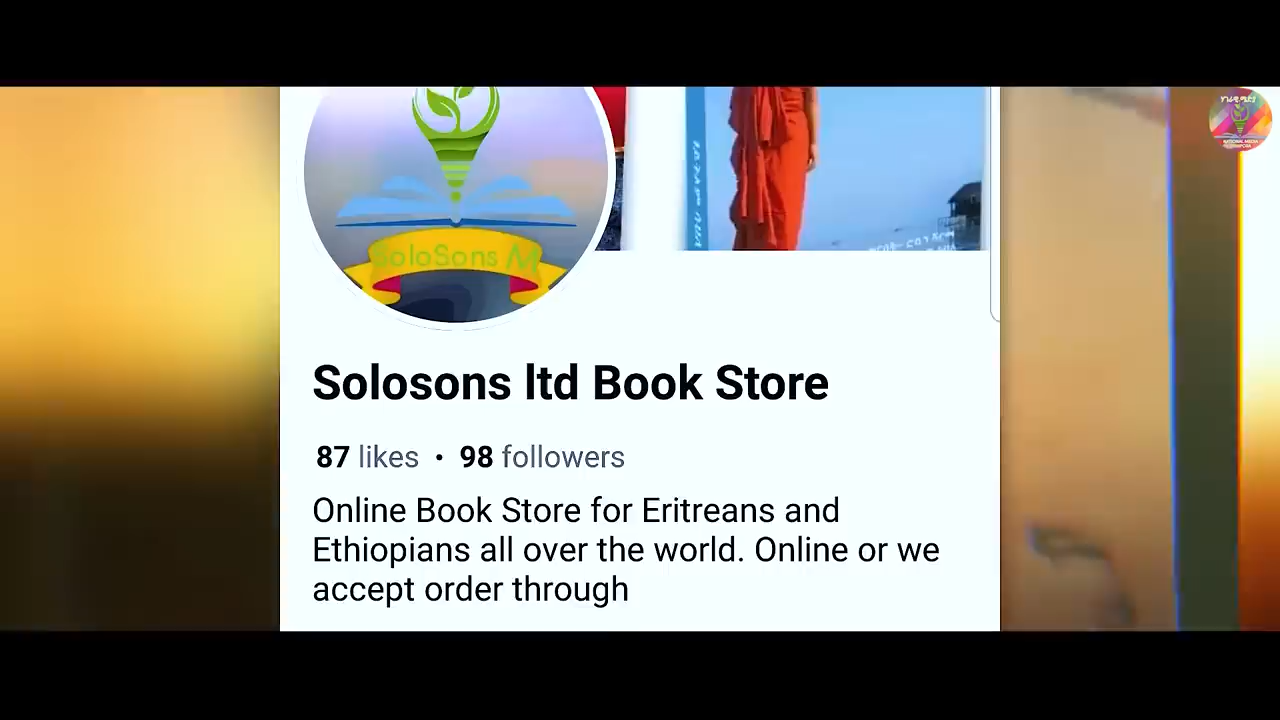 SoloSons M
Solosons ltd Book Store
87 likes • 98 followers
Online Book Store for Eritreans and
Ethiopians all over the world. Online or we
accept order through